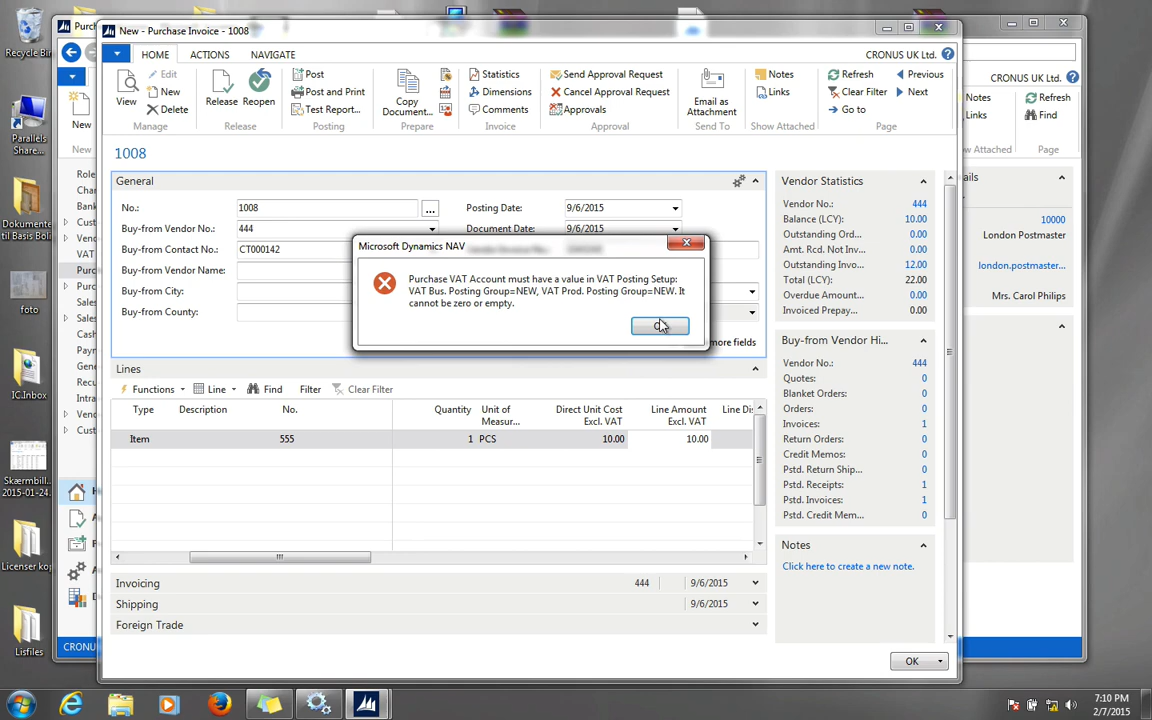 Recycle Bin
Parallels
Share...
Dokumente
til Basis Boli
foto
IC.Inbox
Skærmbill...
2015-01-24...
Licenser kop
Lisfiles
New - Purchase Invoice - 1008
HOME ACTIONS NAVIGATE CRONUS UK Ltd.
CRONUS UK Ltd.
View Edit New Delete
Manage
Release Reopen
Release
Post
Post and Print
Test Report...
Posting
Copy
Document...
Prepare
Statistics
Dimensions
Comments
Invoice
Send Approval Request
Cancel Approval Request
Approvals
Approval
Email as
Attachment
Send To
Notes
Links
Show Attached
Refresh
Clear Filter
Go to
Previous
Next
Page
New
Notes
Links
Refresh
Find
Page
1008
General
No.: 1008 ... Posting Date: 9/6/2015
Buy-from Vendor No.: 444 Document Date: 9/6/2015
Buy-from Contact No.: CT000142
Buy-from Vendor Name:
Buy-from City:
Buy-from County:
more fields
Microsoft Dynamics NAV
Purchase VAT Account must have a value in VAT Posting Setup:
VAT Bus. Posting Group=NEW, VAT Prod. Posting Group=NEW. It
cannot be zero or empty.
Lines
Functions Line Find Filter Clear Filter
Type Description No. Quantity Unit of
Measur... Direct Unit Cost
Excl. VAT Line Amount
Excl. VAT Line Di
Item 555 1 PCS 10.00 10.00
Invoicing 444 9/6/2015
Shipping 9/6/2015
Foreign Trade
Vendor Statistics
Vendor No.: 444
Balance (LCY): 10.00
Outstanding Ord... 0.00
Amt. Rcd. Not Inv... 0.00
Outstanding Invo... 12.00
Total (LCY): 22.00
Overdue Amount... 0.00
Invoiced Prepay... 0.00
Buy-from Vendor Hi...
Vendor No.: 444
Quotes: 0
Blanket Orders: 0
Orders: 0
Invoices: 1
Return Orders: 0
Credit Memos: 0
Pstd. Return Ship... 0
Pstd. Receipts: 1
Pstd. Invoices: 1
Pstd. Credit Mem... 0
Notes
Click here to create a new note.
10000
London Postmaster
london.postmaster...
Mrs. Carol Philips
OK
CRONU
7:10 PM
2/7/2015